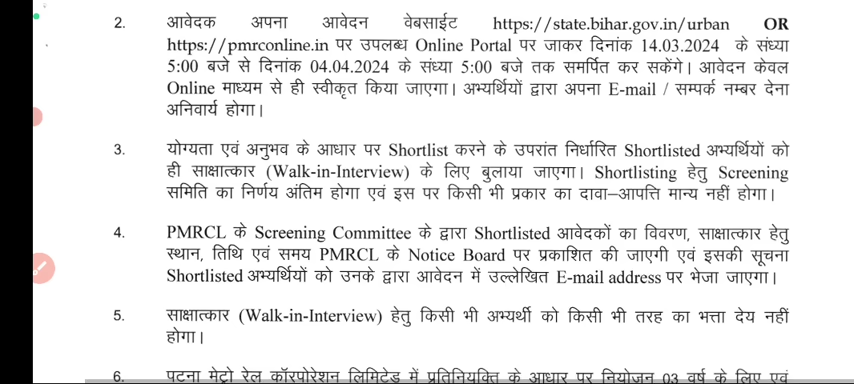 2. आवेदक अपना आवेदन वेबसाईट https://state.bihar.gov.in/urban OR
https://pmrconline.in पर उपलब्ध Online Portal पर जाकर दिनांक 14.03.2024 के संध्या
5:00 बजे से दिनांक 04.04.2024 के संध्या 5:00 बजे तक समर्पित कर सकेंगे। आवेदन केवल
Online माध्यम से ही स्वीकृत किया जाएगा। अभ्यर्थियों द्वारा अपना E-mail / सम्पर्क नम्बर देना
अनिवार्य होगा।
3. योग्यता एवं अनुभव के आधार पर Shortlist करने के उपरांत निर्धारित Shortlisted अभ्यर्थियों को
ही साक्षात्कार (Walk-in-Interview) के लिए बुलाया जाएगा। Shortlisting हेतु Screening
समिति का निर्णय अंतिम होगा एवं इस पर किसी भी प्रकार का दावा–आपत्ति मान्य नहीं होगा।
4. PMRCL के Screening Committee के द्वारा Shortlisted आवेदकों का विवरण, साक्षात्कार हेतु
स्थान, तिथि एवं समय PMRCL के Notice Board पर प्रकाशित की जाएगी एवं इसकी सूचना
Shortlisted अभ्यर्थियों को उनके द्वारा आवेदन में उल्लेखित E-mail address पर भेजा जाएगा।
5. साक्षात्कार (Walk-in-Interview) हेतु किसी भी अभ्यर्थी को किसी भी तरह का भत्ता देय नहीं
होगा।
6. पटना मेट्रो रेल कॉरपोरेशन लिमिटेड में प्रतिनियक्ति के आधार पर नियोजन 03 वर्ष के लिए एवं